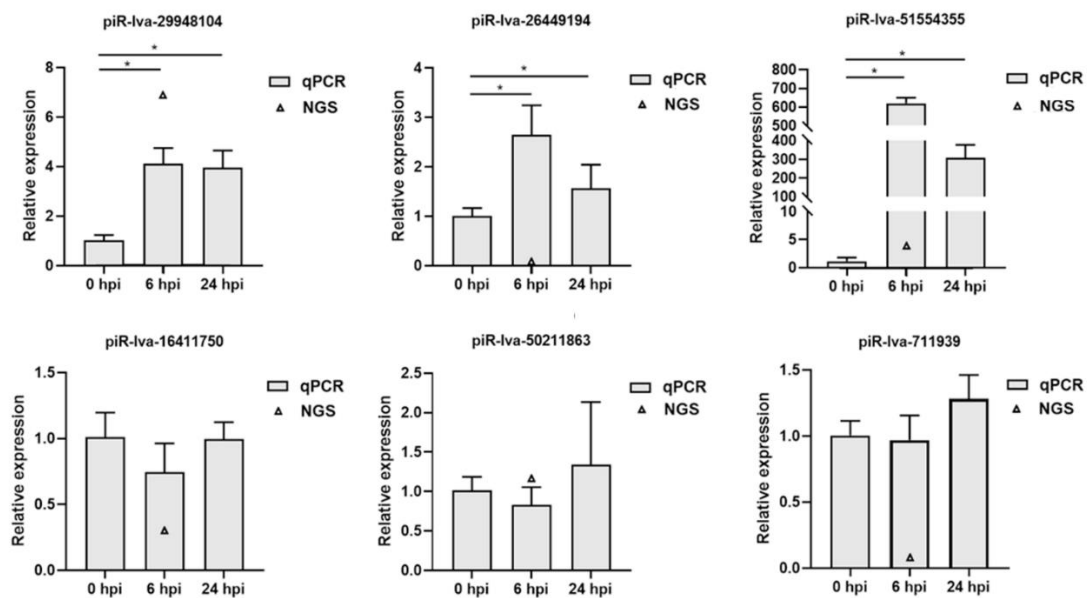 piR-lva-29948104
*
*
Relative expression
8
6
4
2
0
0 hpi 6 hpi 24 hpi
qPCR
NGS
piR-lva-26449194
*
*
Relative expression
4
3
2
1
0
0 hpi 6 hpi 24 hpi
qPCR
NGS
piR-lva-51554355
*
*
Relative expression
800
700
600
500
400
300
200
100
10
5
0
0 hpi 6 hpi 24 hpi
qPCR
NGS
piR-lva-16411750
Relative expression
1.5
1.0
0.5
0.0
0 hpi 6 hpi 24 hpi
qPCR
NGS
piR-lva-50211863
Relative expression
2.5
2.0
1.5
1.0
0.5
0.0
0 hpi 6 hpi 24 hpi
qPCR
NGS
piR-lva-711939
Relative expression
1.5
1.0
0.5
0.0
0 hpi 6 hpi 24 hpi
qPCR
NGS